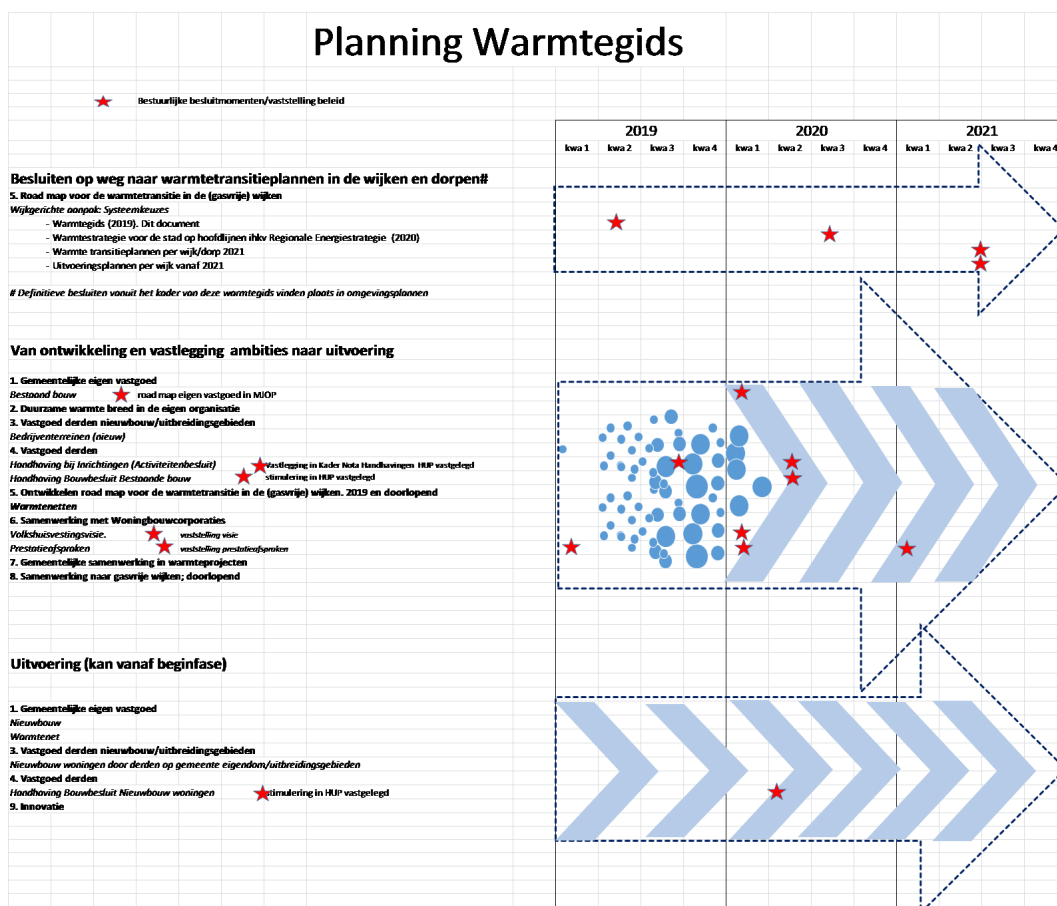 Planning Warmtegids
Bestuurlijke besluitmomenten/vaststelling beleid
2019 2020 2021
kwa 1 kwa 2 kwa 3 kwa 4 kwa 1 kwa 2 kwa 3 kwa 4 kwa 1 kwa 2 kwa 3 kwa 4
Besluiten op weg naar warmtetransitieplannen in de wijken en dorpen#
5. Road map voor de warmtetransitie in de (gasvrije) wijken
Wijkgerichte aanpak: Systeemkeuzes
- Warmtegids (2019). Dit document
- Warmtestrategie voor de stad op hoofdlijnen ihkv Regionale Energiestrategie (2020)
- Warmte transitieplannen per wijk/dorp 2021
- Uitvoeringsplannen per wijk vanaf 2021
# Definitieve besluiten vanuit het kader van deze warmtegids vinden plaats in omgevingsplannen
Van ontwikkeling en vastlegging ambities naar uitvoering
1. Gemeentelijke eigen vastgoed
Bestaand bouw road map eigen vastgoed in MJOP
2. Duurzame warmte breed in de eigen organisatie
3. Vastgoed derden nieuwbouw/uitbreidingsgebieden
Bedrijventerreinen (nieuw)
4. Vastgoed derden
Handhoving bij Inrichtingen (Activiteitenbesluit) Vastlegging in Kader Nota Handhavingen HUP vastgelegd
Handhoving Bouwbesluit Bestaande bouw stimulering in HUP vastgelegd
5. Ontwikkelen road map voor de warmtetransitie in de (gasvrije) wijken. 2019 en doorlopend
Warmtenetten
6. Samenwerking met Woningbouwcorporaties
Volkshuisvestingsvisie. vaststelling visie
Prestatieafspraken vaststelling prestatieafspraken
7. Gemeentelijke samenwerking in warmteprojecten
8. Samenwerking naar gasvrije wijken; doorlopend
Uitvoering (kan vanaf beginfase)
1. Gemeentelijke eigen vastgoed
Nieuwbouw
Warmtenet
3. Vastgoed derden nieuwbouw/uitbreidingsgebieden
Nieuwbouw woningen door derden op gemeente eigendom/uitbreidingsgebieden
4. Vastgoed derden
Handhoving Bouwbesluit Nieuwbouw woningen stimulering in HUP vastgelegd
9. Innovatie